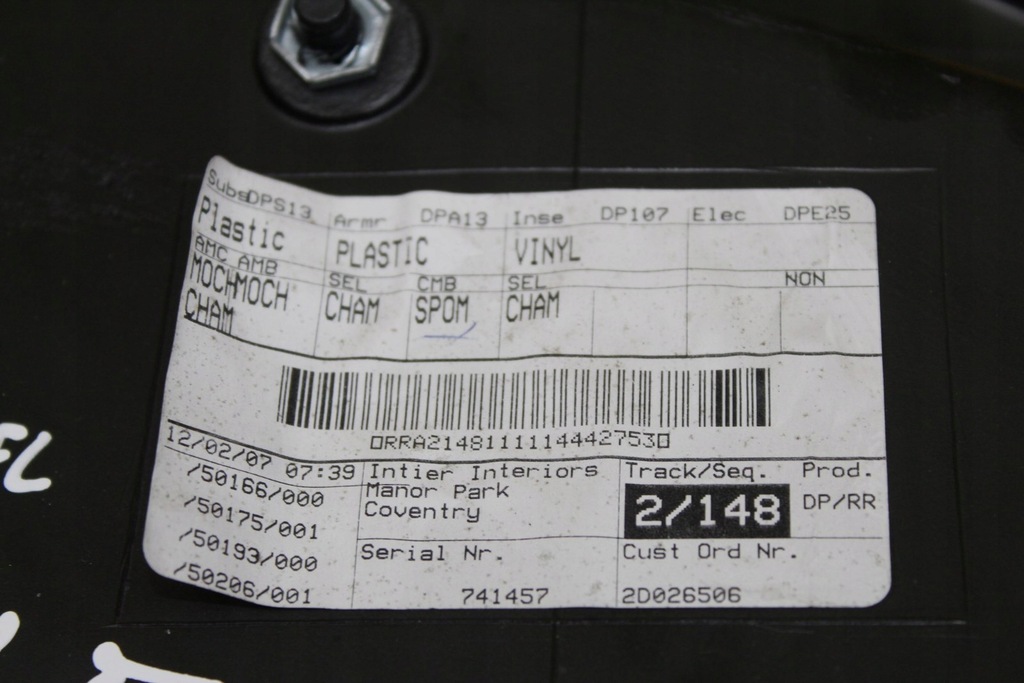 SubsDPS13 Armr DPA13 Inse DP107 Elec DPE25
Plastic PLASTIC VINYL
AMC AMB SEL CMB SEL NON
MOCHMOCH CHAM SPOM CHAM
CHAM
RRA2148111114442753
12/02/07 07:39
/50166/000
/50175/001
/50193/000
/50206/001
Intier Interiors
Manor Park
Coventry
Serial Nr.
741457
Track/Seq. Prod.
2/148 DP/RR
Cust Ord Nr.
2D026506
FL